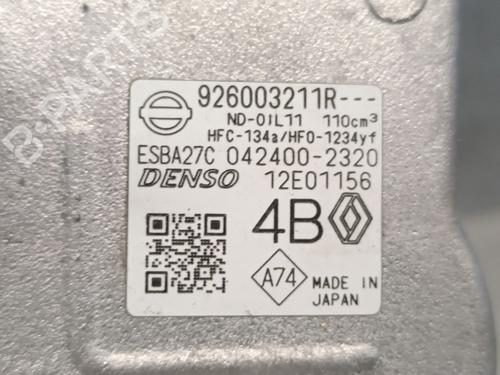 926003211R---
ND-OIL11 110cm³
HFC-134a/HFO-1234yf
ESBA27C 042400-2320
DENSO 12E01156
4B
A74 MADE IN
JAPAN
B-PARTS